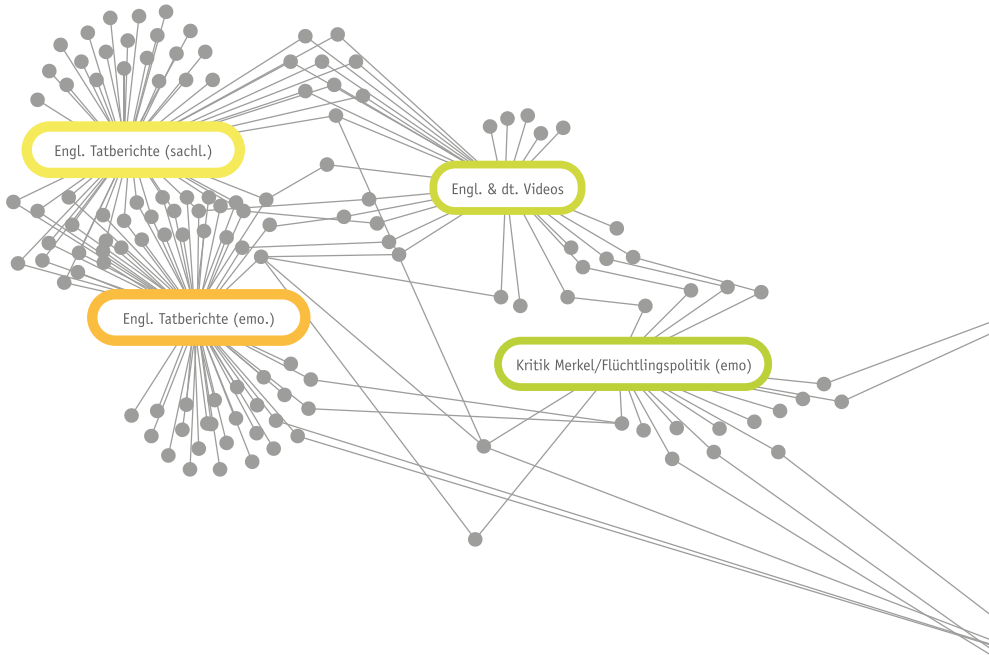 Engl. Tatberichte (sachl.)
Engl. & dt. Videos
Engl. Tatberichte (emo.)
Kritik Merkel/Flüchtlingspolitik (emo)